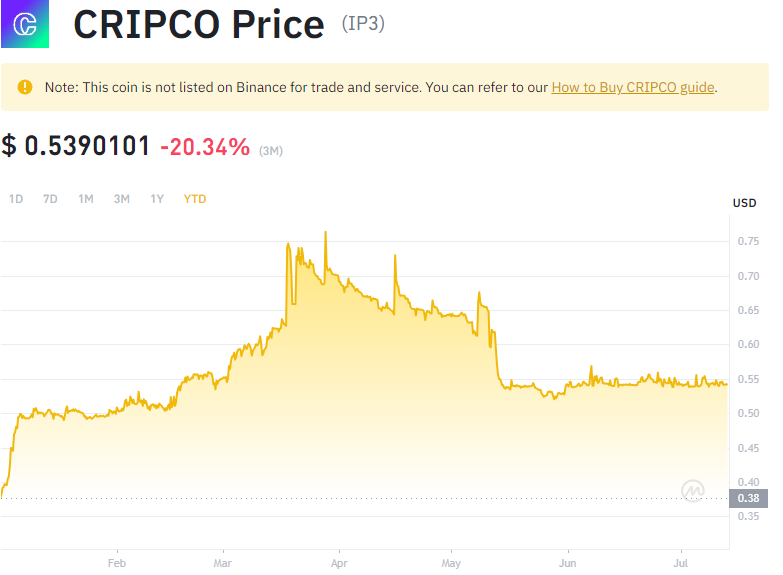 CRIPCO Price (IP3)
Note: This coin is not listed on Binance for trade and service. You can refer to our How to Buy CRIPCO guide.
$ 0.5390101 -20.34% (3M)
1D 7D 1M 3M 1Y YTD
USD
0.75
0.70
0.65
0.60
0.55
0.50
0.45
0.40
0.38
0.35
Feb Mar Apr May Jun Jul